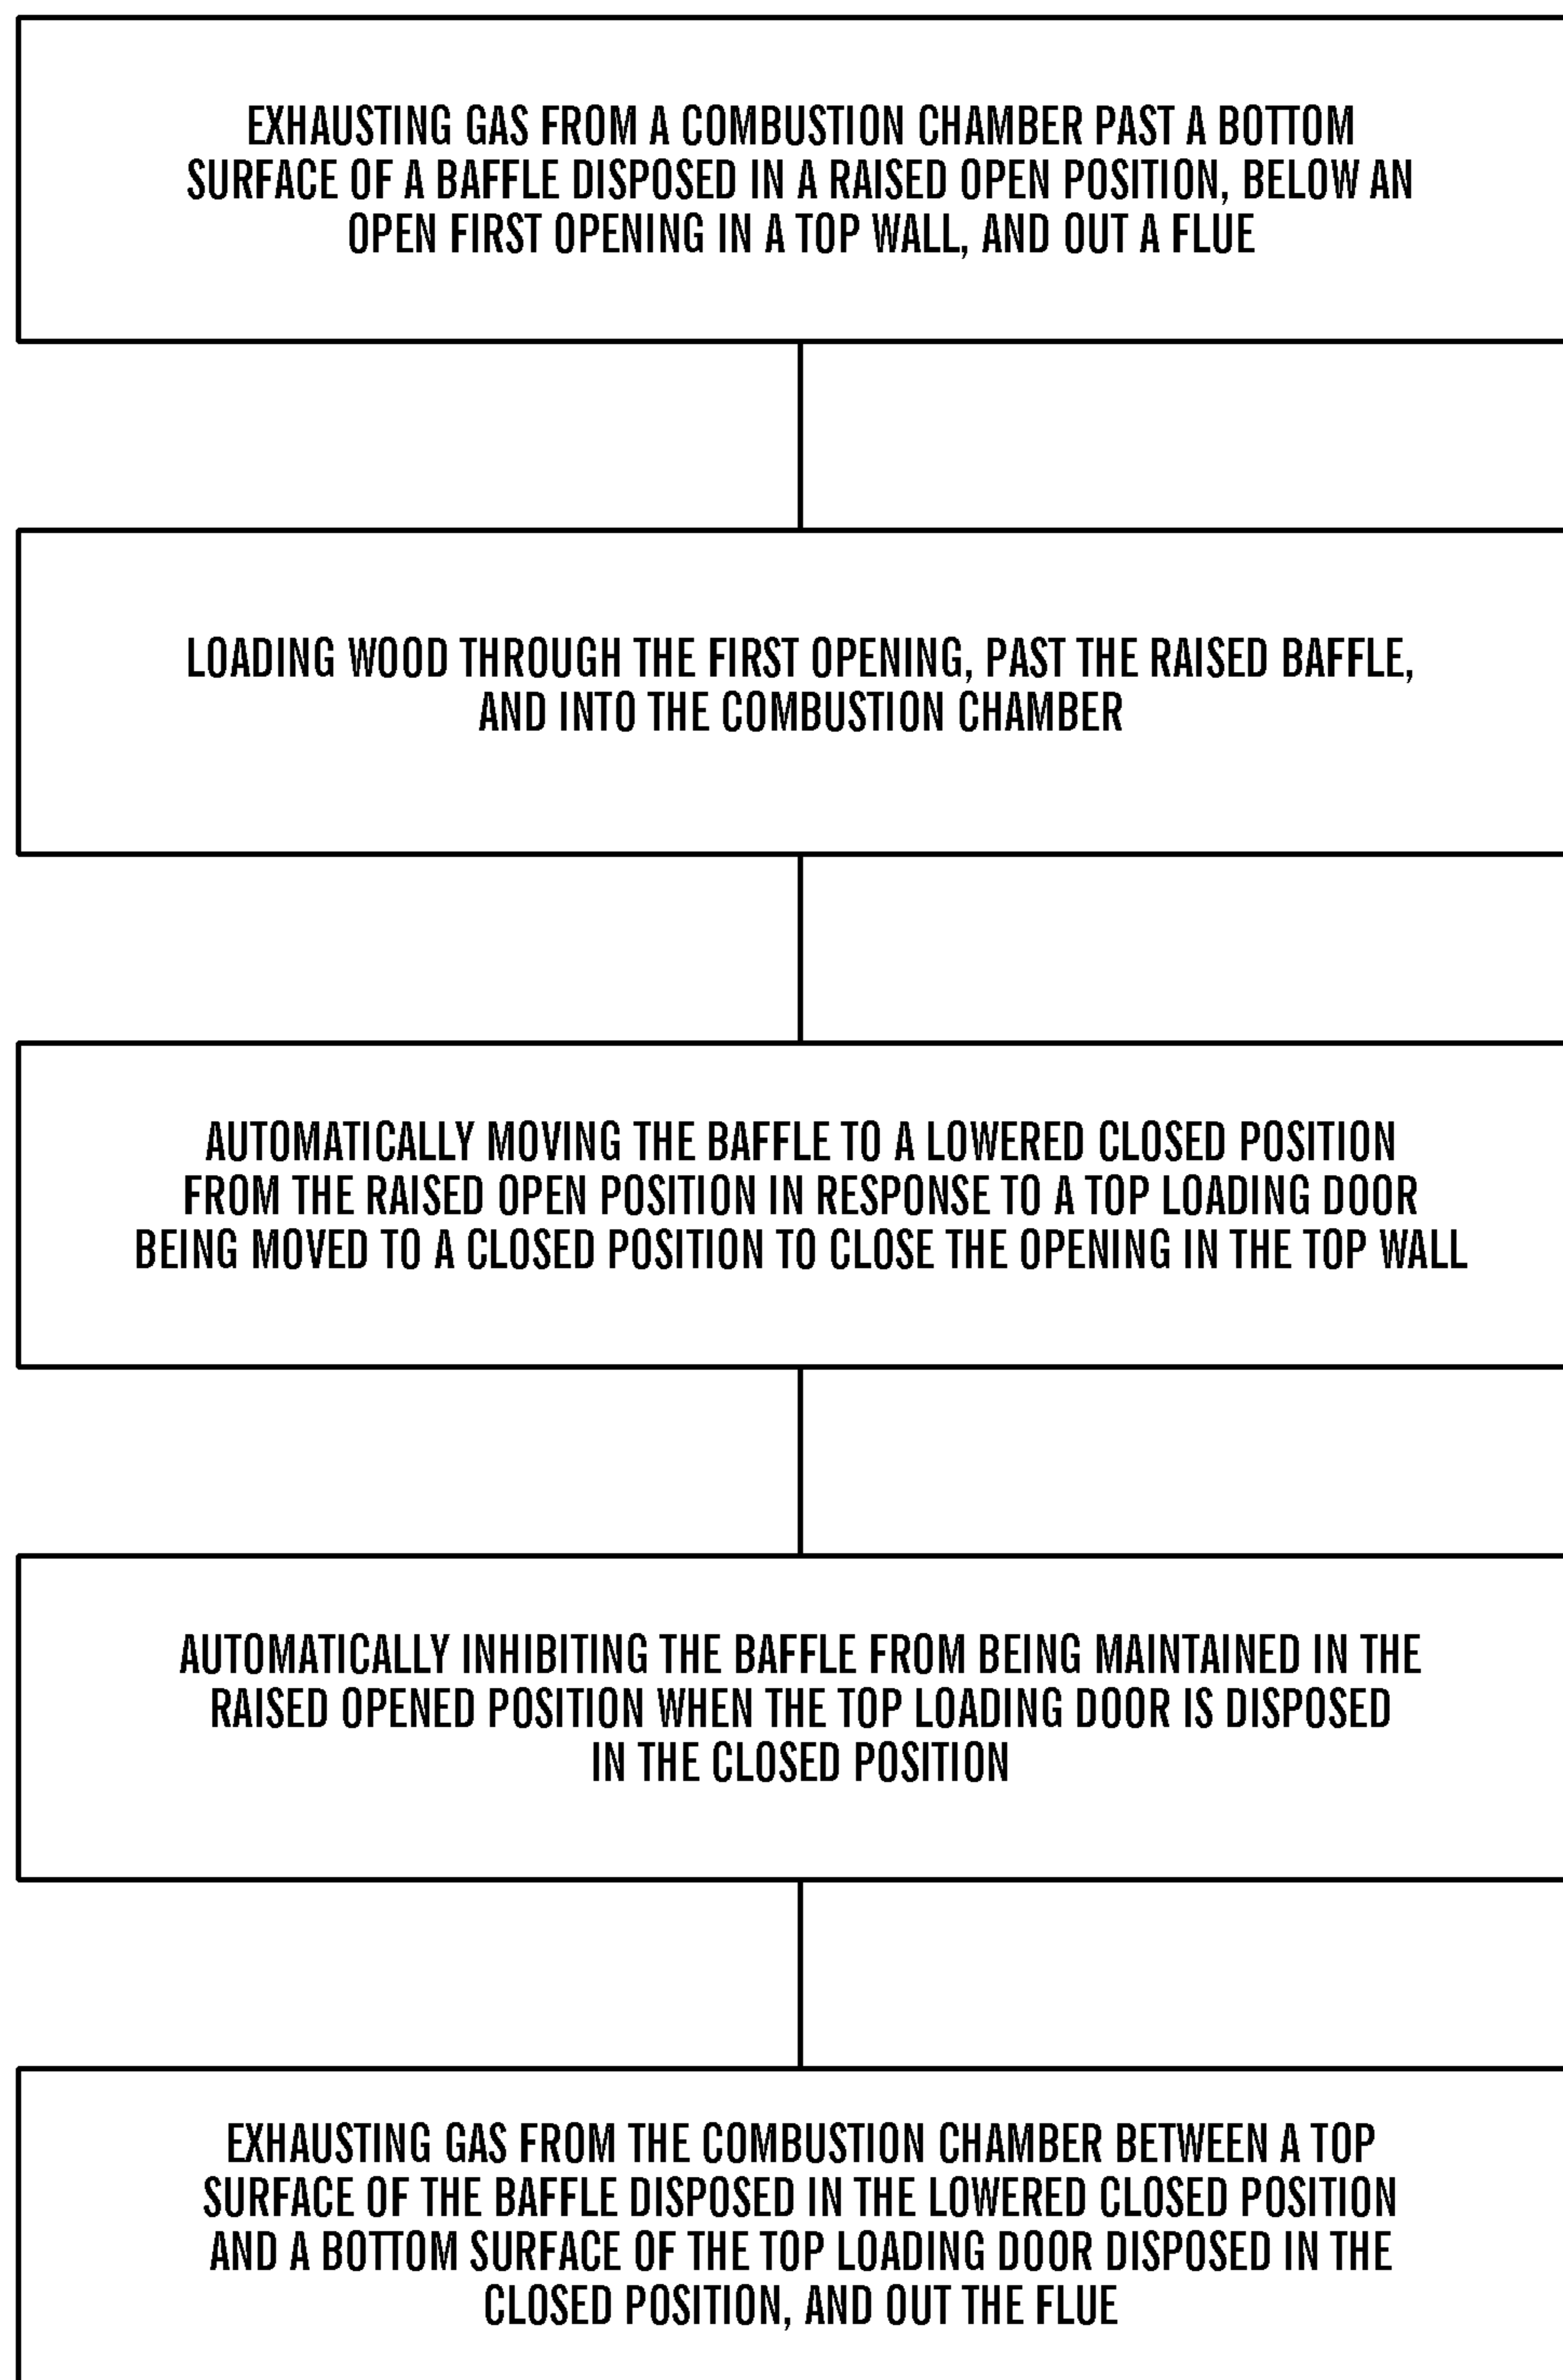 EXHAUSTING GAS FROM A COMBUSTION CHAMBER PAST A BOTTOM
SURFACE OF A BAFFLE DISPOSED IN A RAISED OPEN POSITION, BELOW AN
OPEN FIRST OPENING IN A TOP WALL, AND OUT A FLUE
LOADING WOOD THROUGH THE FIRST OPENING, PAST THE RAISED BAFFLE,
AND INTO THE COMBUSTION CHAMBER
AUTOMATICALLY MOVING THE BAFFLE TO A LOWERED CLOSED POSITION
FROM THE RAISED OPEN POSITION IN RESPONSE TO A TOP LOADING DOOR
BEING MOVED TO A CLOSED POSITION TO CLOSE THE OPENING IN THE TOP WALL
AUTOMATICALLY INHIBITING THE BAFFLE FROM BEING MAINTAINED IN THE
RAISED OPENED POSITION WHEN THE TOP LOADING DOOR IS DISPOSED
IN THE CLOSED POSITION
EXHAUSTING GAS FROM THE COMBUSTION CHAMBER BETWEEN A TOP
SURFACE OF THE BAFFLE DISPOSED IN THE LOWERED CLOSED POSITION
AND A BOTTOM SURFACE OF THE TOP LOADING DOOR DISPOSED IN THE
CLOSED POSITION, AND OUT THE FLUE